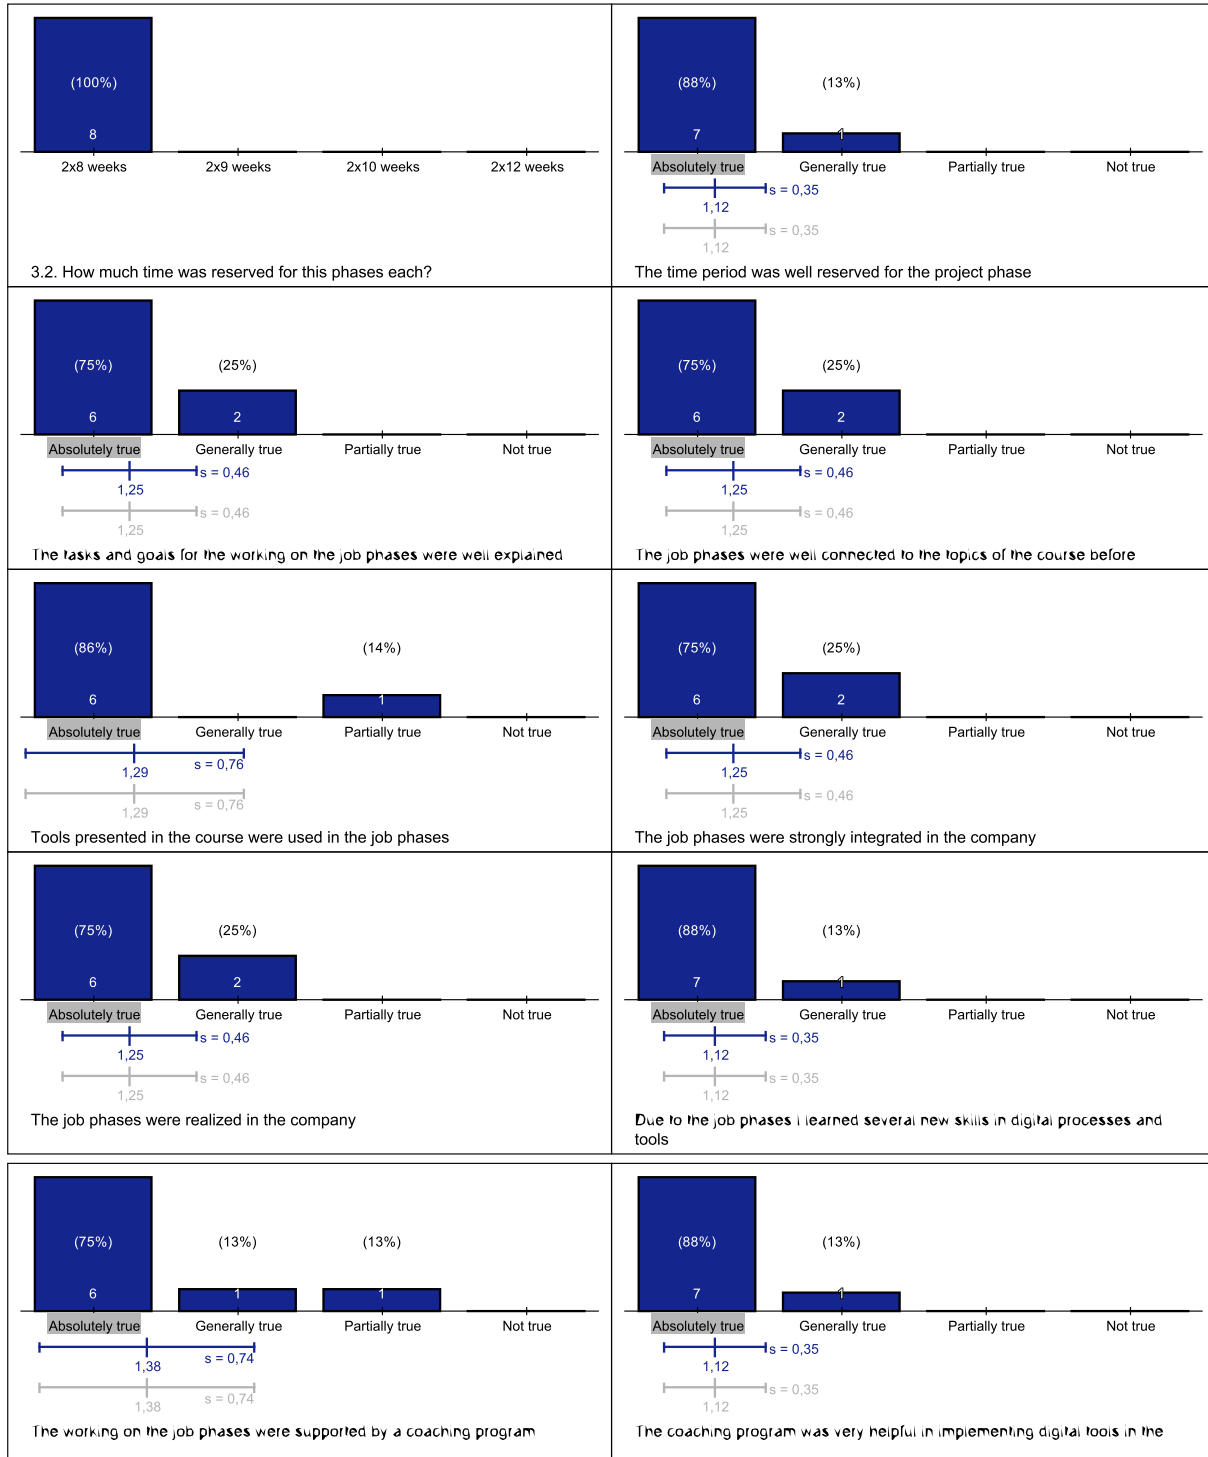 (100%)
8
2x8 weeks 2x9 weeks 2x10 weeks 2x12 weeks
3.2. How much time was reserved for this phases each?
(88%) (13%)
7 1
Absolutely true Generally true Partially true Not true
s = 0,35
1,12
s = 0,35
1,12
The time period was well reserved for the project phase
(75%) (25%)
6 2
Absolutely true Generally true Partially true Not true
s = 0,46
1,25
s = 0,46
1,25
The tasks and goals for the working on the job phases were well explained
(75%) (25%)
6 2
Absolutely true Generally true Partially true Not true
s = 0,46
1,25
s = 0,46
1,25
The job phases were well connected to the topics of the course before
(86%) (14%)
6 1
Absolutely true Generally true Partially true Not true
s = 0,76
1,29
s = 0,76
1,29
Tools presented in the course were used in the job phases
(75%) (25%)
6 2
Absolutely true Generally true Partially true Not true
s = 0,46
1,25
s = 0,46
1,25
The job phases were strongly integrated in the company
(75%) (25%)
6 2
Absolutely true Generally true Partially true Not true
s = 0,46
1,25
s = 0,46
1,25
The job phases were realized in the company
(88%) (13%)
7 1
Absolutely true Generally true Partially true Not true
s = 0,35
1,12
s = 0,35
1,12
Due to the job phases I learned several new skills in digital processes and
tools
(75%) (13%) (13%)
6 1 1
Absolutely true Generally true Partially true Not true
s = 0,74
1,38
s = 0,74
1,38
The working on the job phases were supported by a coaching program
(88%) (13%)
7 1
Absolutely true Generally true Partially true Not true
s = 0,35
1,12
s = 0,35
1,12
The coaching program was very helpful in implementing digital tools in the